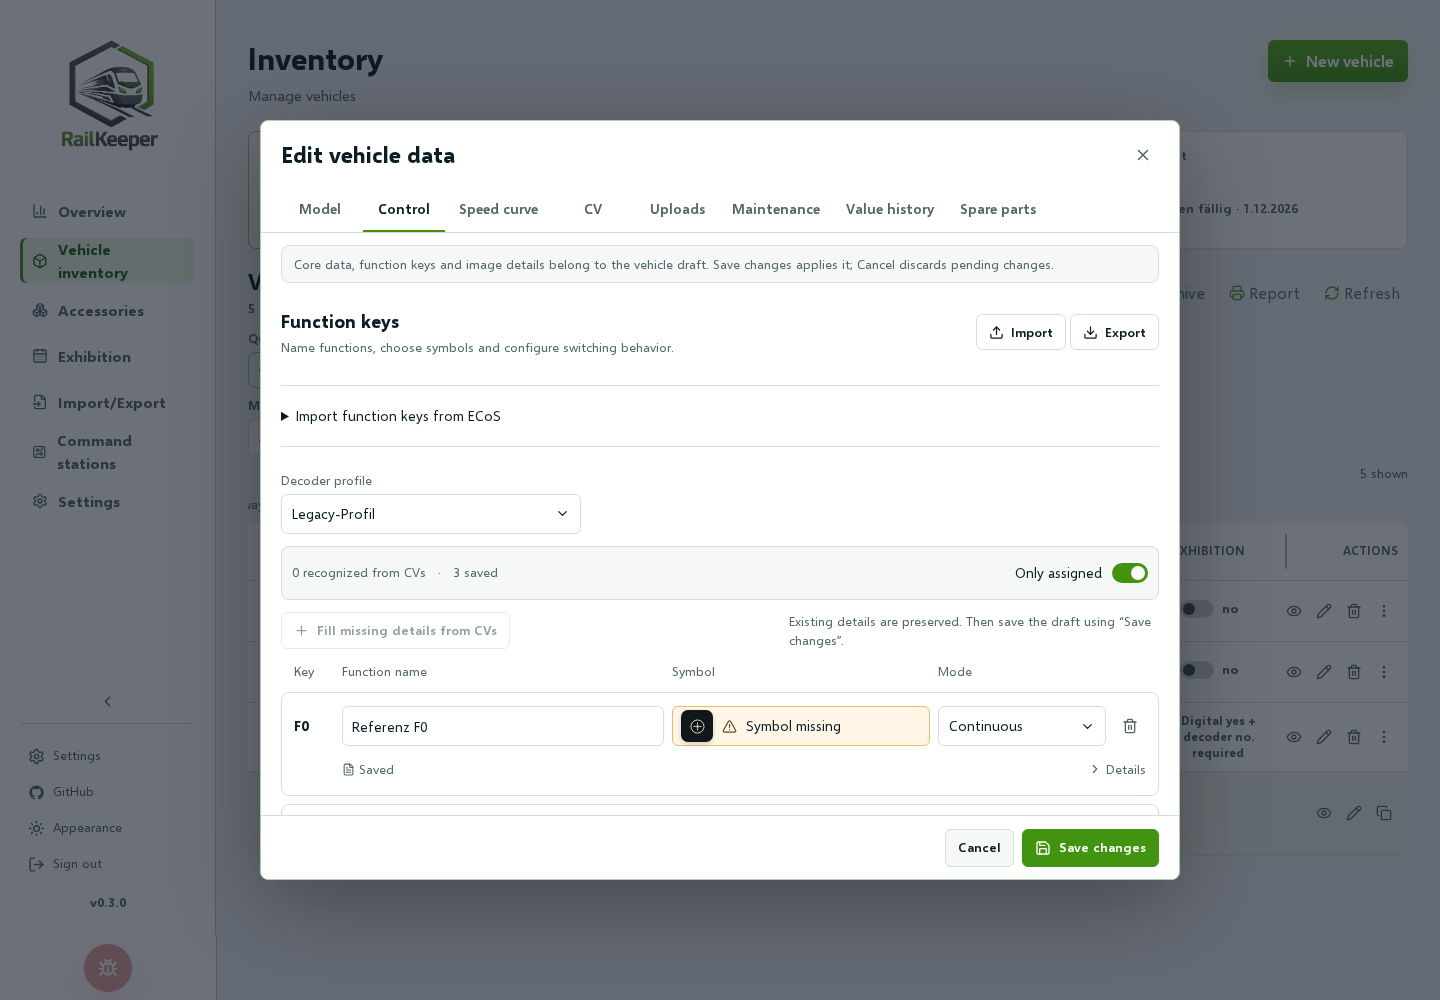 RailKeeper
Overview
Vehicle
inventory
Accessories
Exhibition
Import/Export
Command
stations
Settings
Settings
GitHub
Appearance
Sign out
v0.3.0
Inventory
Manage vehicles
New vehicle
en fällig · 1.12.2026
Report
Refresh
5 shown
ACTIONS
no
no
Digital yes +
decoder no.
required
Edit vehicle data
Model
Control
Speed curve
CV
Uploads
Maintenance
Value history
Spare parts
Core data, function keys and image details belong to the vehicle draft. Save changes applies it; Cancel discards pending changes.
Function keys
Name functions, choose symbols and configure switching behavior.
Import
Export
Import function keys from ECoS
Decoder profile
Legacy-Profil
0 recognized from CVs · 3 saved
Only assigned
Fill missing details from CVs
Existing details are preserved. Then save the draft using “Save
changes”.
Key
Function name
Symbol
Mode
F0
Referenz F0
Symbol missing
Continuous
Saved
Details
Cancel
Save changes